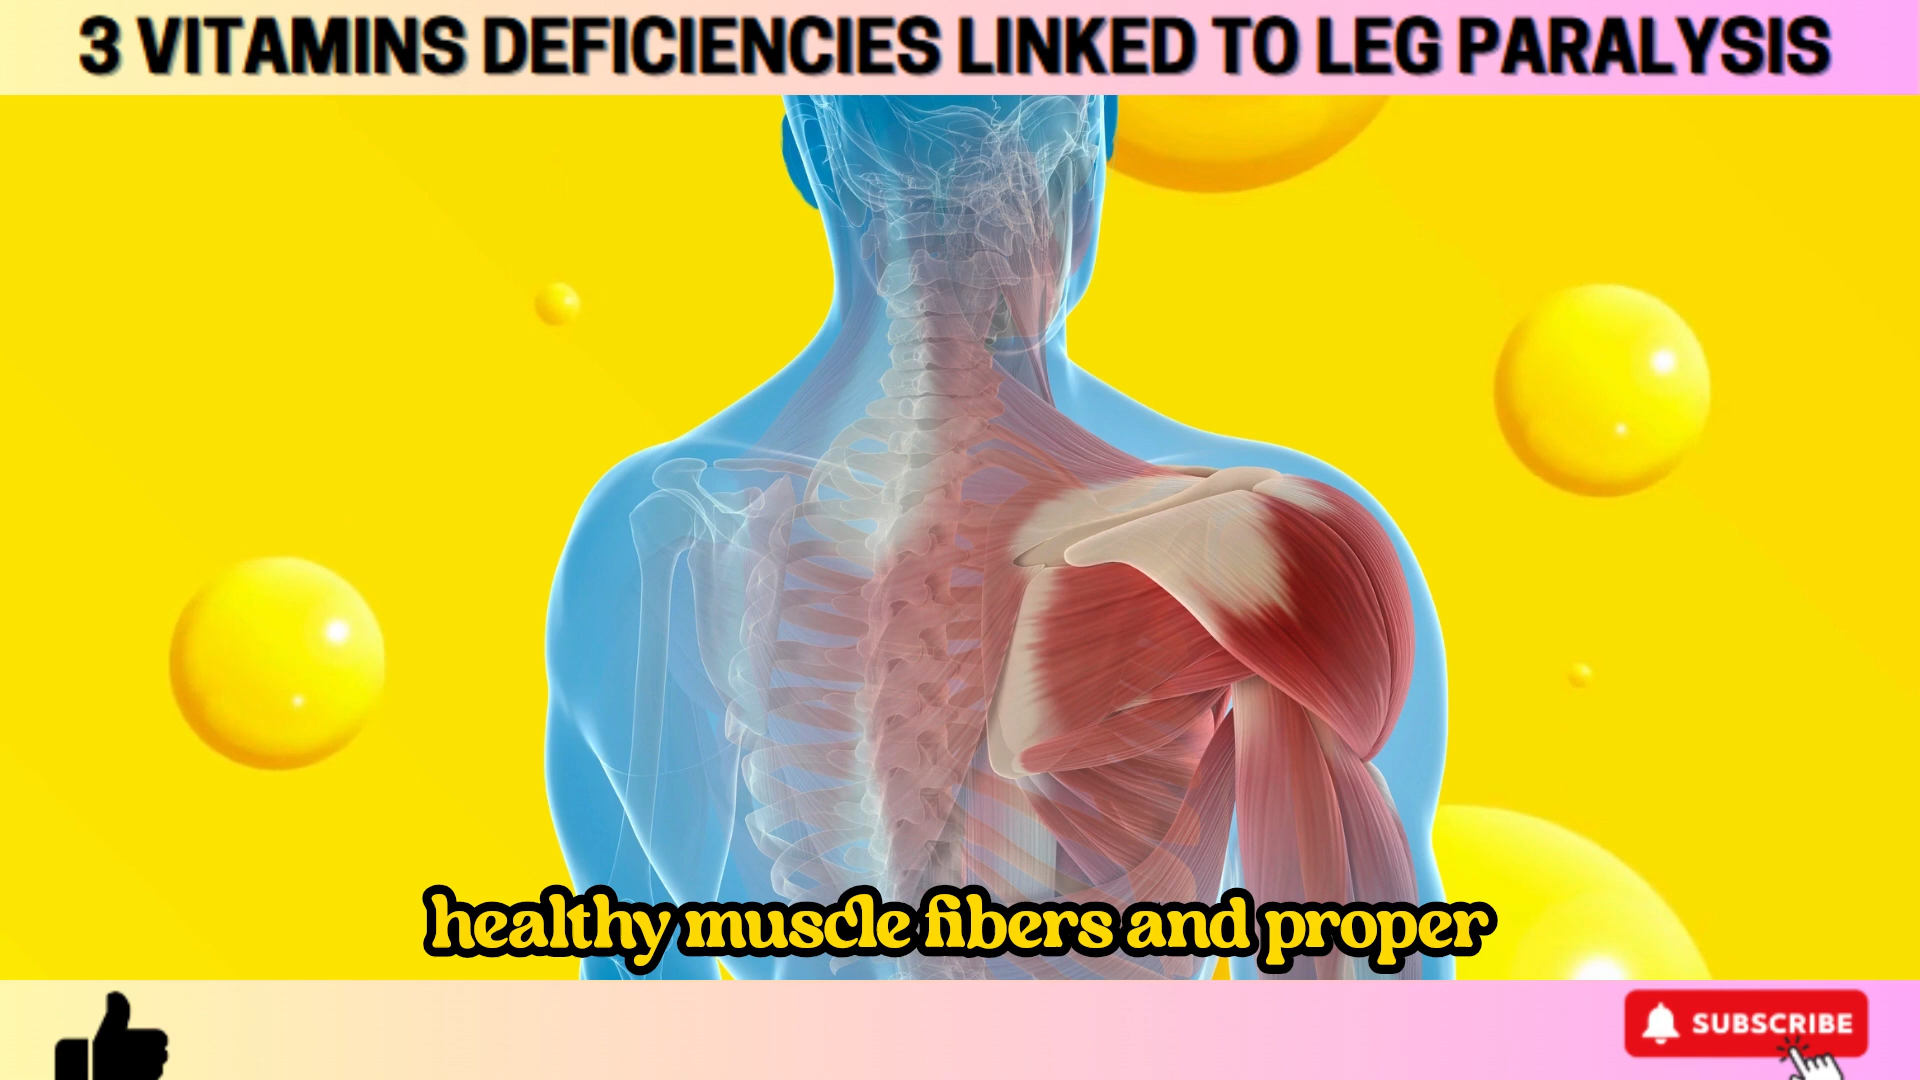 3 VITAMINS DEFICIENCIES LINKED TO LEG PARALYSIS
healthy muscle fibers and proper
SUBSCRIBE